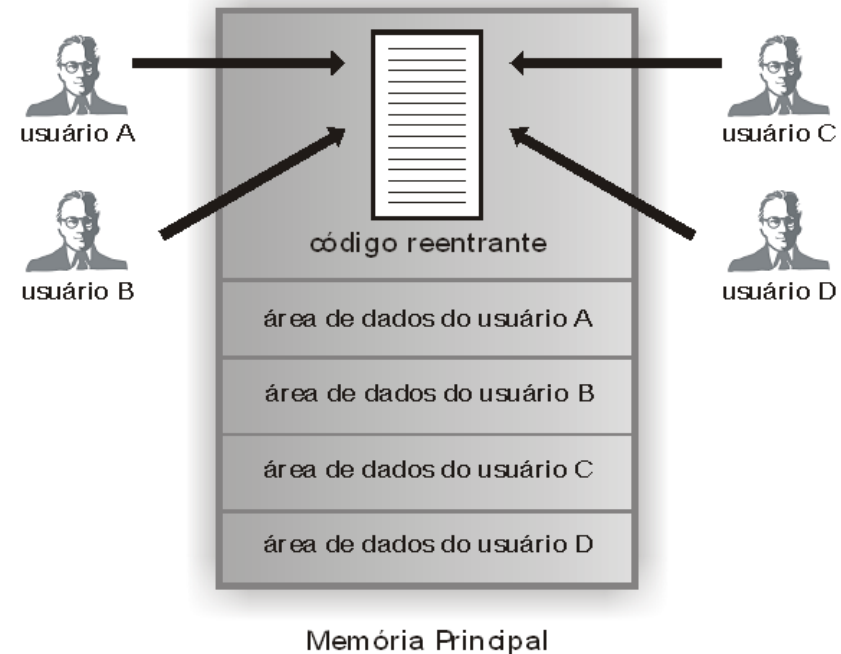 usuário A
usuário C
usuário B
usuário D
código reentrante
área de dados do usuário A
área de dados do usuário B
área de dados do usuário C
área de dados do usuário D
Memória Principal